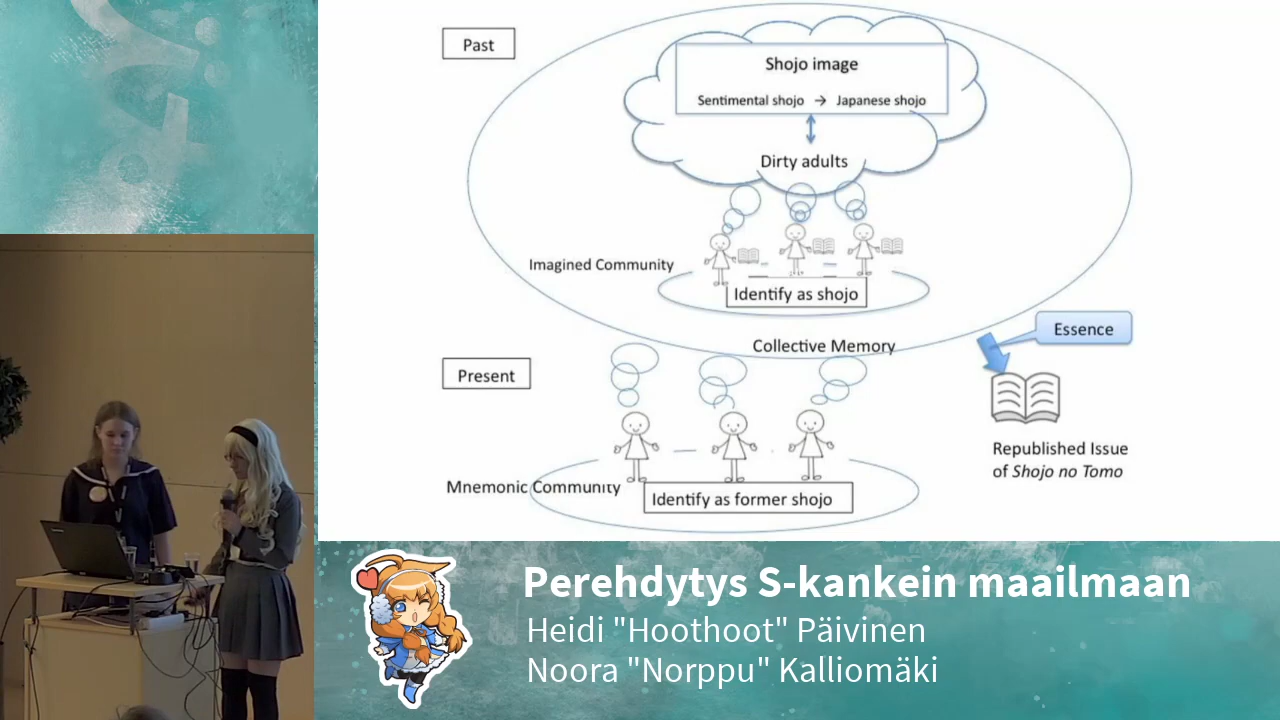 Past
Shojo image
Sentimental shojo → Japanese shojo
Dirty adults
Imagined Community
Identify as shojo
Collective Memory
Essence
Present
Republished Issue
of Shojo no Tomo
Mnemonic Community
Identify as former shojo
Perehdytys S-kankein maailmaan
Heidi "Hoothoot" Päivinen
Noora "Norppu" Kalliomäki